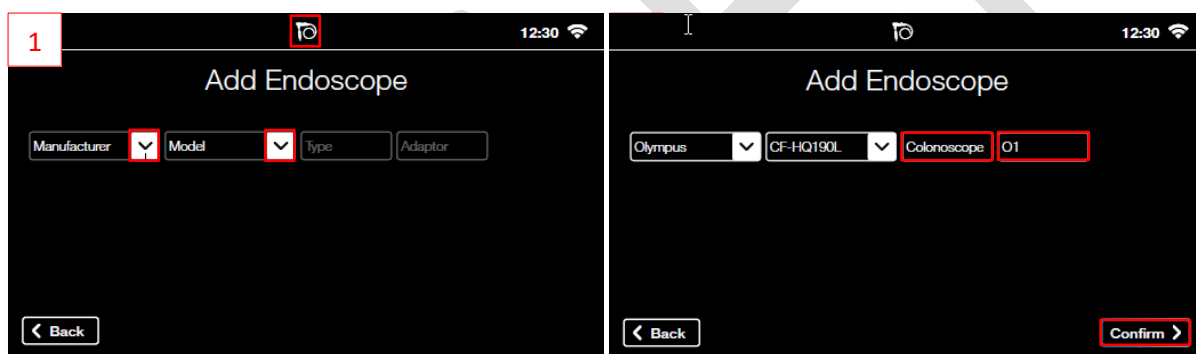 1
12:30
Add Endoscope
Manufacturer Model Type Adaptor
Back
12:30
Add Endoscope
Olympus CF-HQ190L Colonoscope O1
Back Confirm